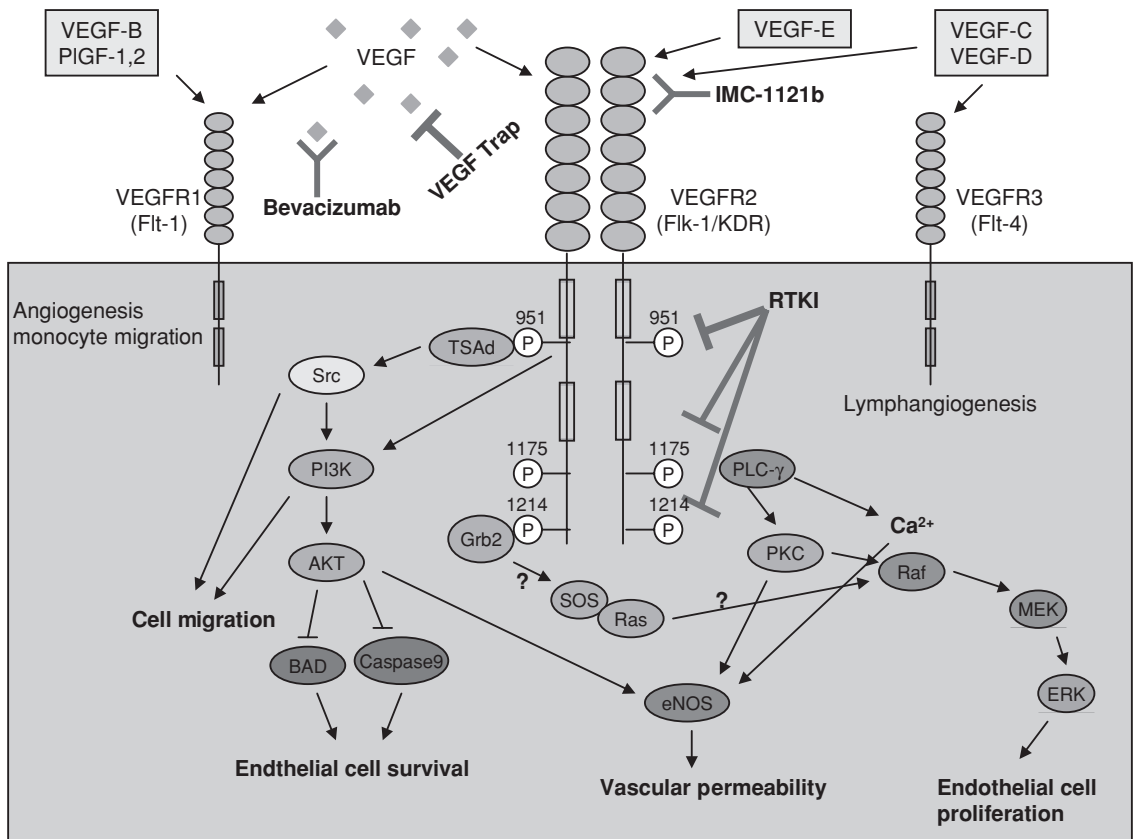 VEGF-B
PlGF-1,2
VEGF
VEGF-E
VEGF-C
VEGF-D
IMC-1121b
VEGF Trap
Bevacizumab
VEGFR1
(Flt-1)
VEGFR2
(Flk-1/KDR)
VEGFR3
(Flt-4)
Angiogenesis
monocyte migration
951
P
TSAd
Src
951
P
RTKI
Lymphangiogenesis
PI3K
1175
P
1175
P
PLC-γ
1214
P
Grb2
1214
P
Ca2+
AKT
?
PKC
Raf
SOS
Ras
?
MEK
Cell migration
BAD
Caspase9
eNOS
ERK
Endthelial cell survival
Vascular permeability
Endothelial cell
proliferation